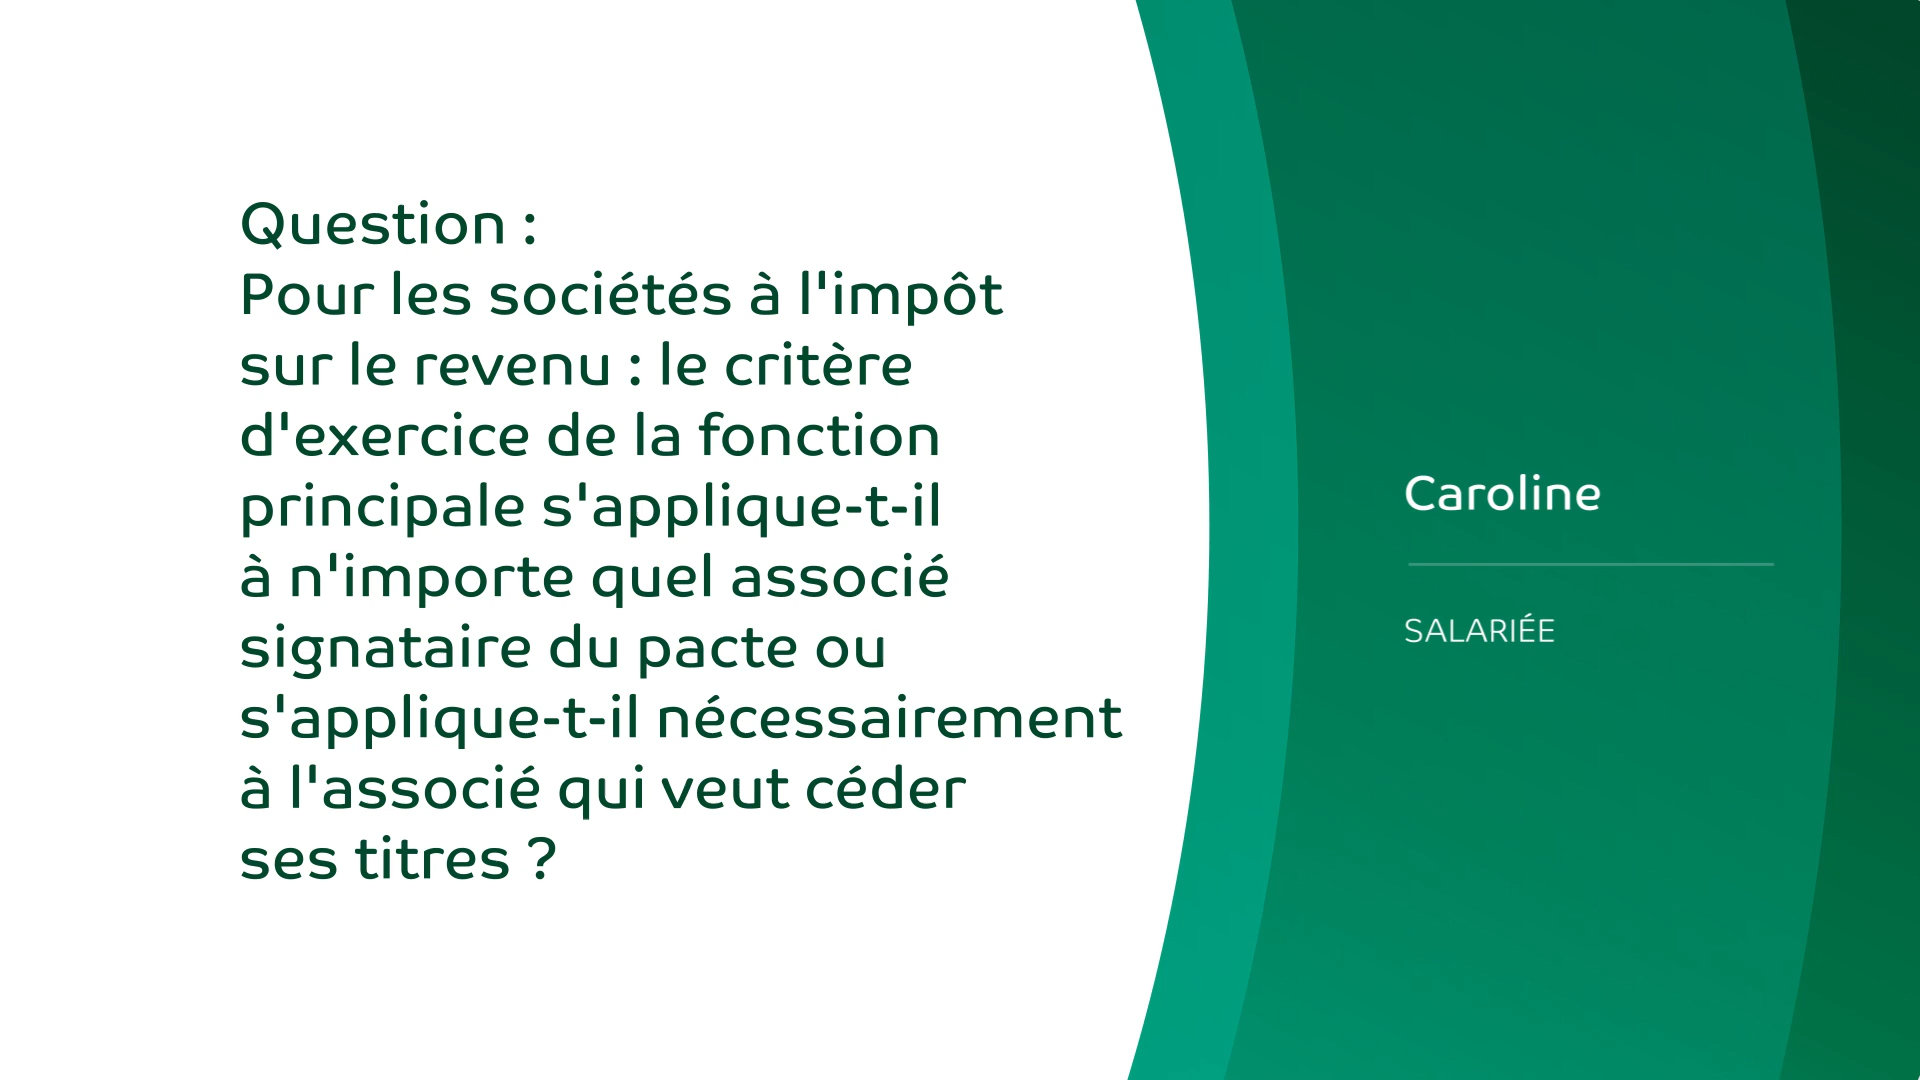 Question :
Pour les sociétés à l'impôt
sur le revenu : le critère
d'exercice de la fonction
principale s'applique-t-il
à n'importe quel associé
signataire du pacte ou
s'applique-t-il nécessairement
à l'associé qui veut céder
ses titres ?
Caroline
SALARIÉE